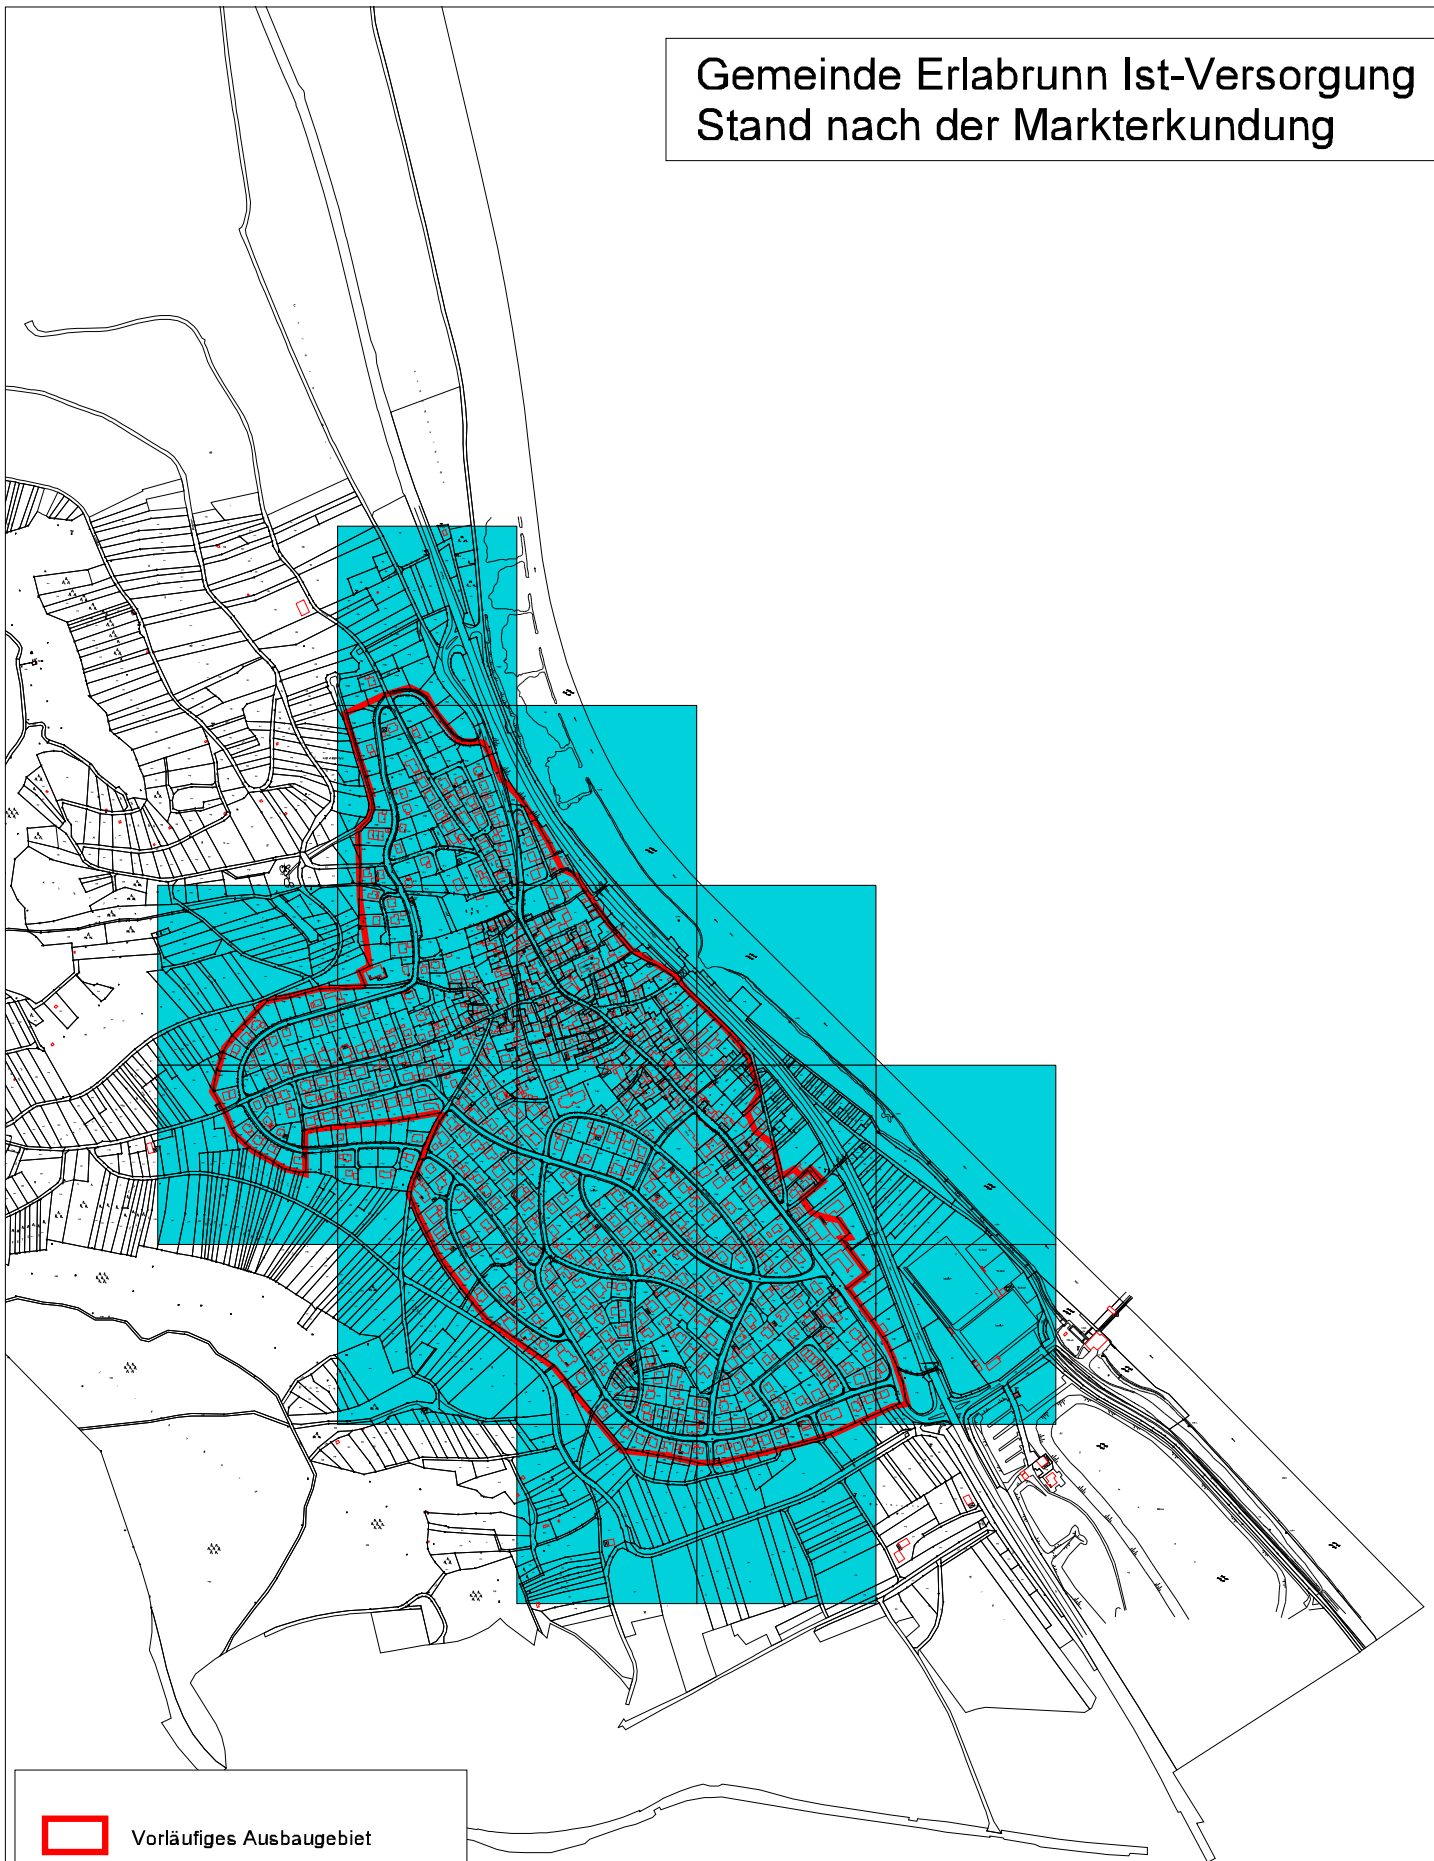 Gemeinde Erlabrunn Ist-Versorgung
Stand nach der Markterkundung
Vorläufiges Ausbaugebiet